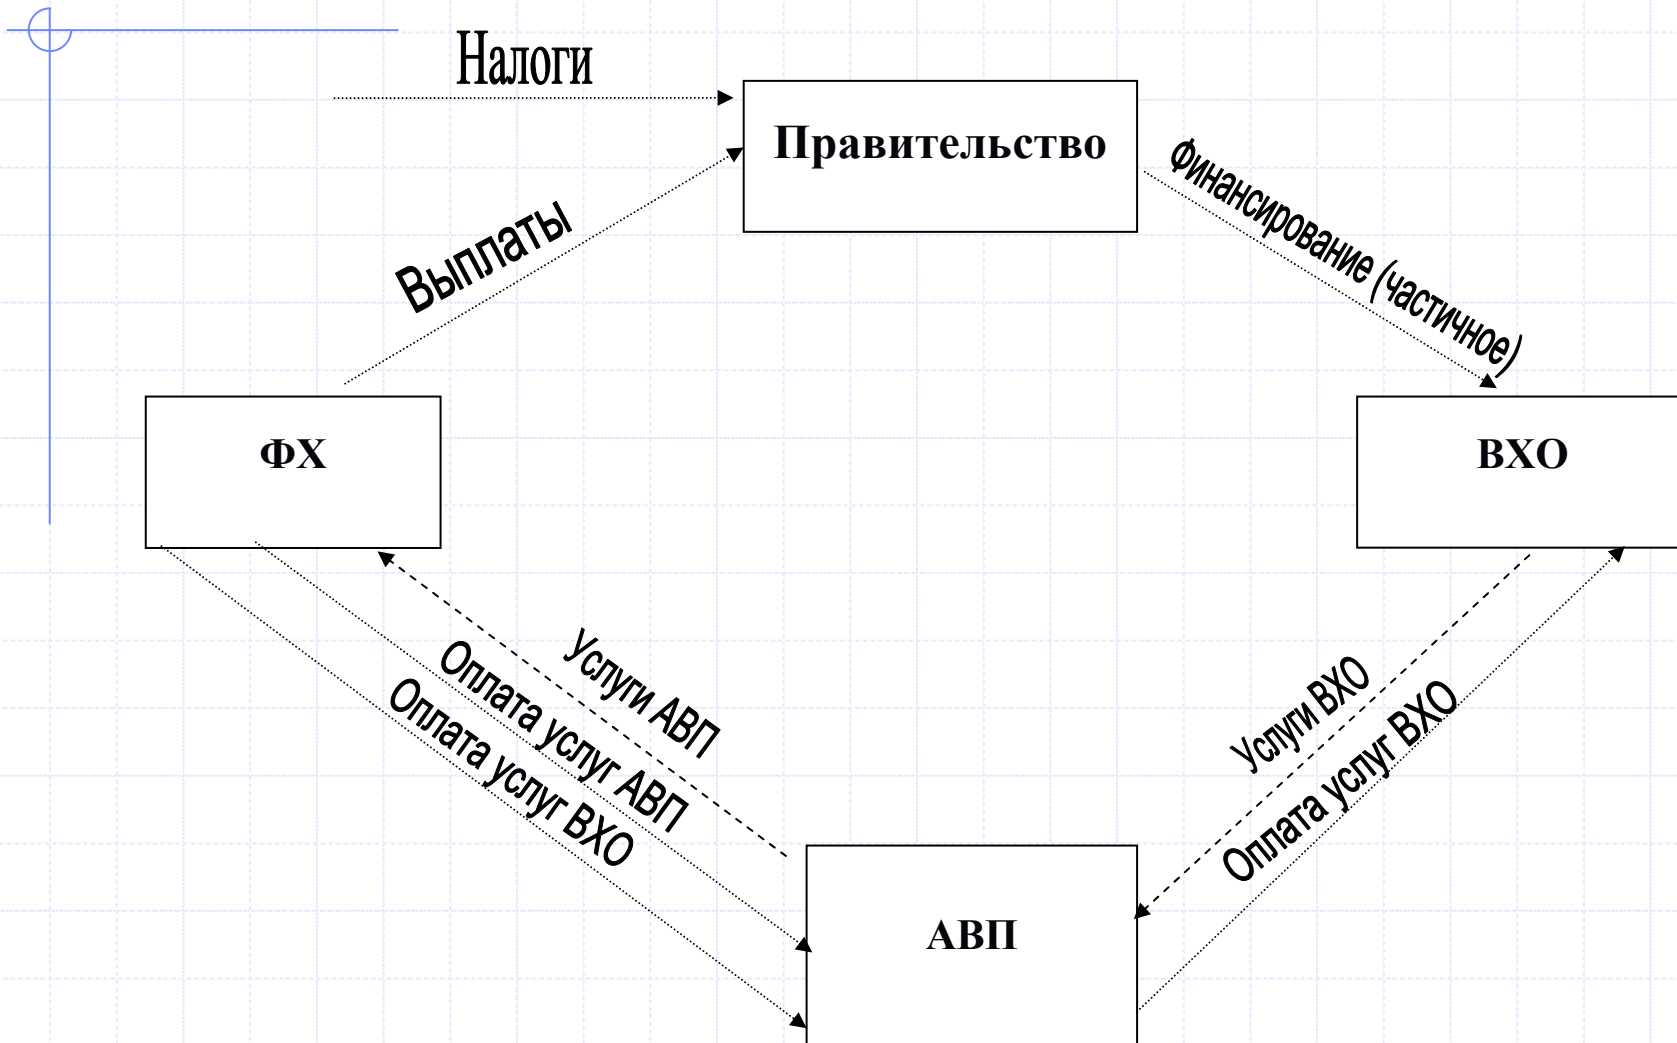 Налоги
Правительство
Финансирование (частичное)
Выплаты
ФХ
ВХО
Услуги АВП
Оплата услуг АВП
Оплата услуг ВХО
Услуги ВХО
Оплата услуг ВХО
АВП